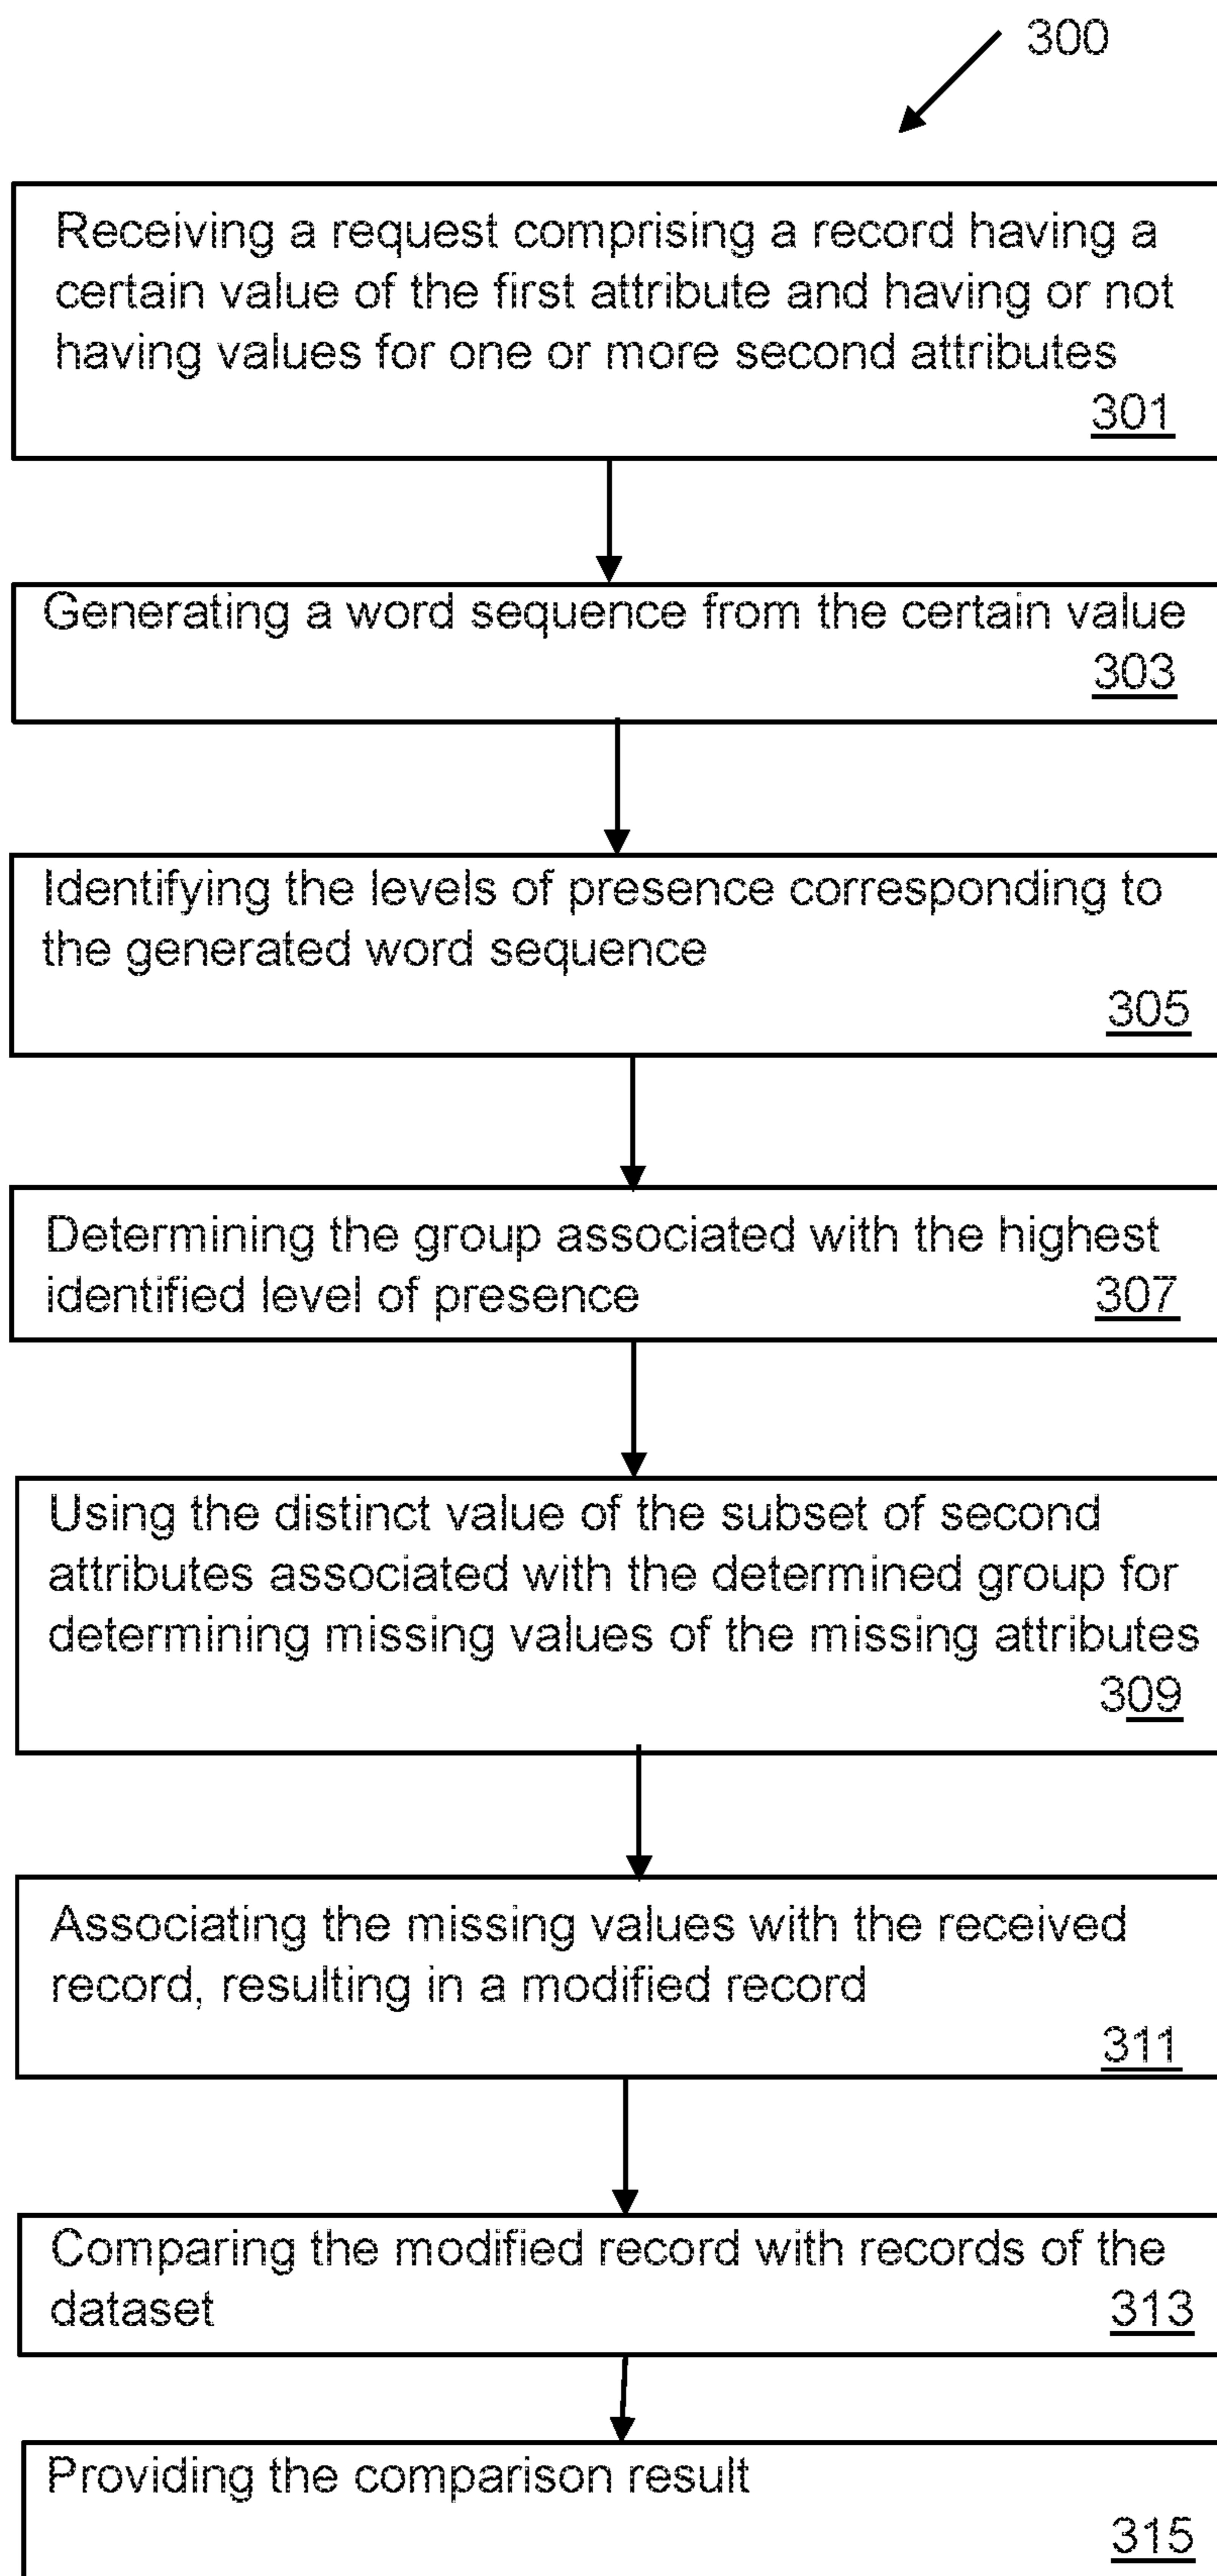 300
Receiving a request comprising a record having a
certain value of the first attribute and having or not
having values for one or more second attributes
301
Generating a word sequence from the certain value
303
Identifying the levels of presence corresponding to
the generated word sequence
305
Determining the group associated with the highest
identified level of presence 307
Using the distinct value of the subset of second
attributes associated with the determined group for
determining missing values of the missing attributes
309
Associating the missing values with the received
record, resulting in a modified record
311
Comparing the modified record with records of the
dataset 313
Providing the comparison result
315